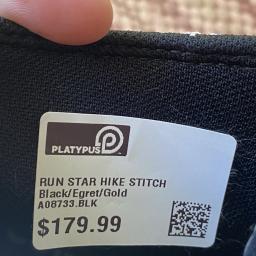 PLATYPUS
RUN STAR HIKE STITCH
Black/Egret/Gold
A08733.BLK
$179.99